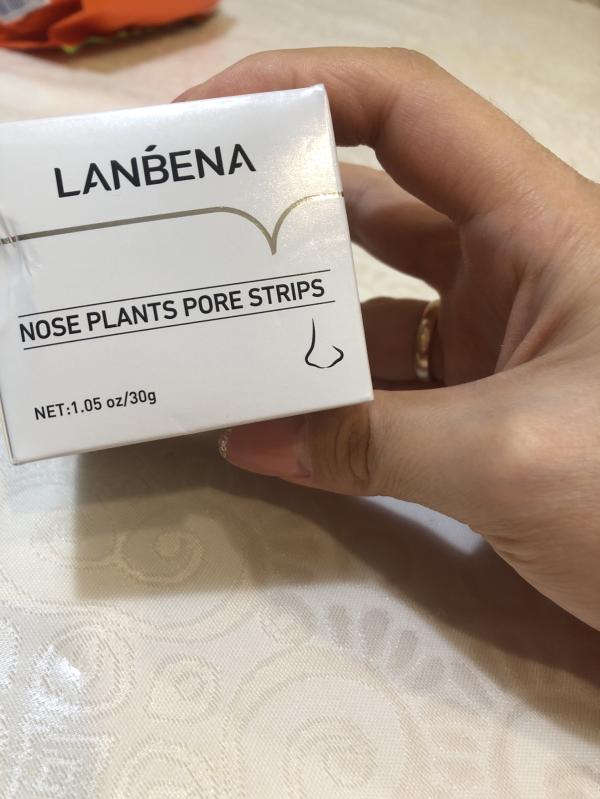 LANBENA
NOSE PLANTS PORE STRIPS
NET:1.05 oz/30g